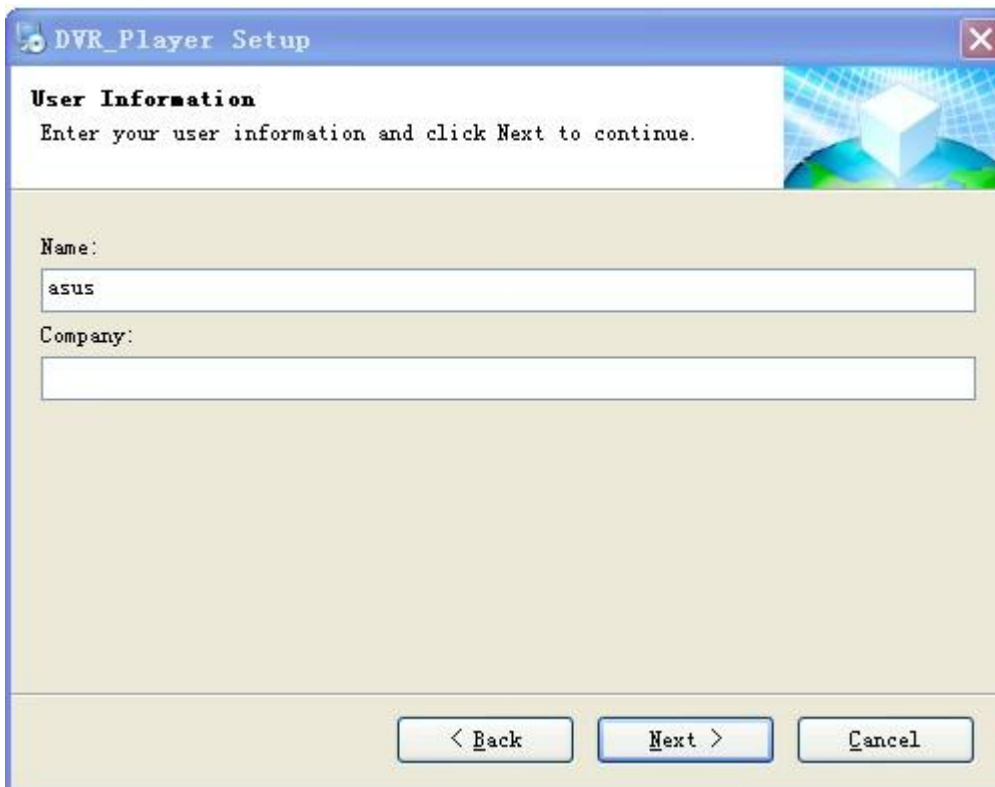 DVR_Player Setup
User Information
Enter your user information and click Next to continue.
Name:
asus
Company:
< Back
Next >
Cancel